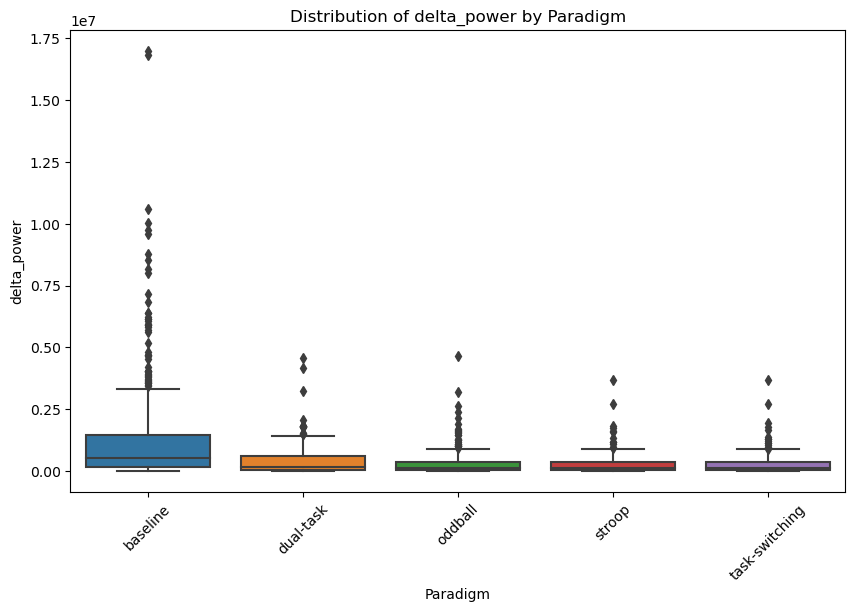 Distribution of delta_power by Paradigm
1e7
1.75
1.50
1.25
1.00
0.75
0.50
0.25
0.00
delta_power
baseline
dual-task
oddball
stroop
task-switching
Paradigm